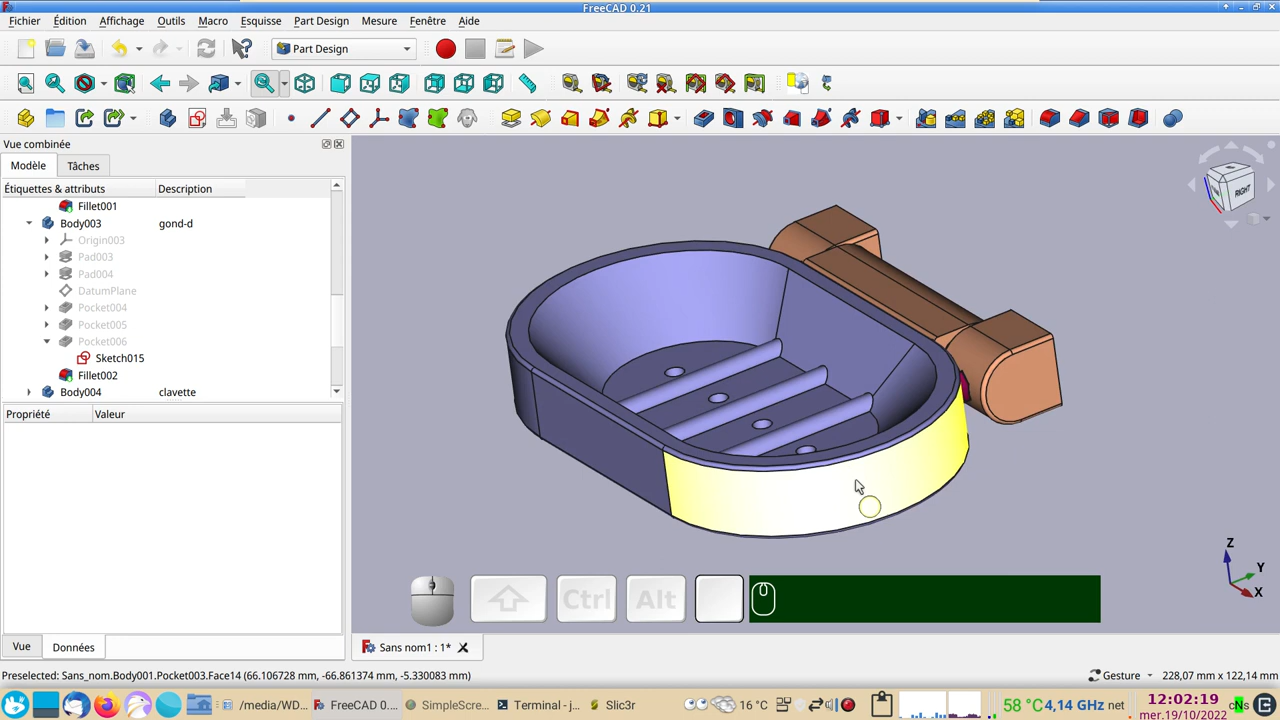 FreeCAD 0.21
Fichier Édition Affichage Outils Macro Esquisse Part Design Mesure Fenêtre Aide
Part Design
Vue combinée
Modèle Tâches
Étiquettes & attributs Description
Fillet001
Body003 gond-d
Origin003
Pad003
Pad004
DatumPlane
Pocket004
Pocket005
Pocket006
Sketch015
Fillet002
Body004 clavette
Propriété Valeur
RIGHT
Z
Y
X
Ctrl Alt
Vue Données
Sans nom1 : 1*
Preselected: Sans_nom.Body001.Pocket003.Face14 (66.106728 mm, -66.861374 mm, -5.330083 mm)
Gesture
228,07 mm x 122,14 mm
/media/WD...
FreeCAD 0....
SimpleScre...
Terminal - j...
Slic3r
16 °C
58 °C 4,14 GHz net
12:02:19
mer.19/10/2022